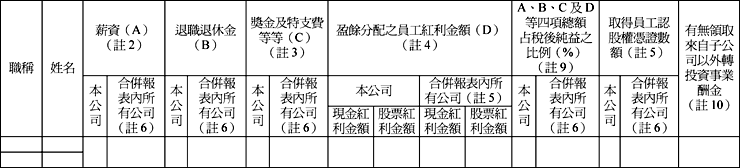 職稱
姓名
薪資（A）
（註 2）
本公司
合併報
表內所
有公司
（註 6）
退職退休金
（B）
本公司
合併報
表內所
有公司
（註 6）
獎金及特支費
等等（C）
（註 3）
本公司
合併報
表內所
有公司
（註 6）
盈餘分配之員工紅利金額（D）
（註 4）
本公司
現金紅
利金額
股票紅
利金額
合併報表內所
有公司（註 5）
現金紅
利金額
股票紅
利金額
A、B、C 及 D
等四項總額
占稅後純益之
比例（%）
（註 9）
本公司
合併報
表內所
有公司
（註 6）
取得員工認
股權憑證數
額（註 5）
本公司
合併報
表內所
有公司
（註 6）
有無領取
來自子公
司以外轉
投資事業
酬金
（註 10）